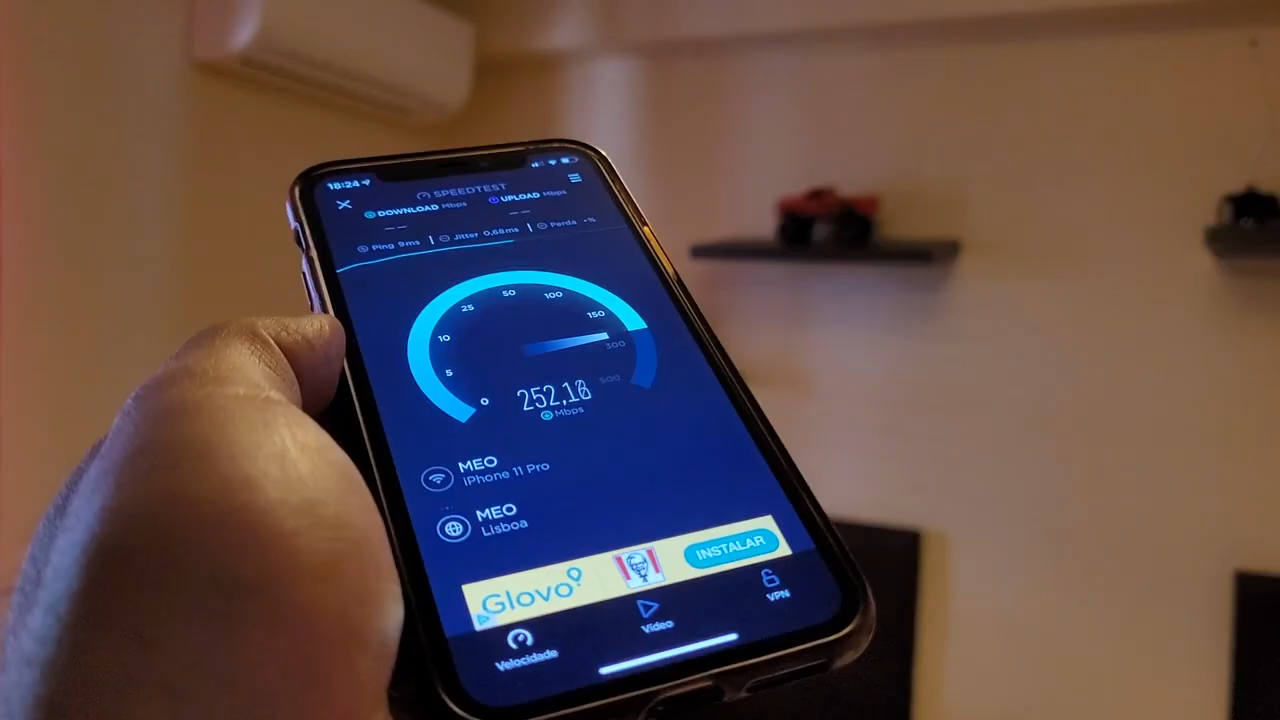 18:24
SPEEDTEST
DOWNLOAD Mbps UPLOAD Mbps
-- --
Ping 9ms Jitter 0,68ms Perda -%
0
5
10
25
50
100
150
300
500
252,1
Mbps
MEO
iPhone 11 Pro
MEO
Lisboa
Glovo INSTALAR
Velocidade Vídeo VPN